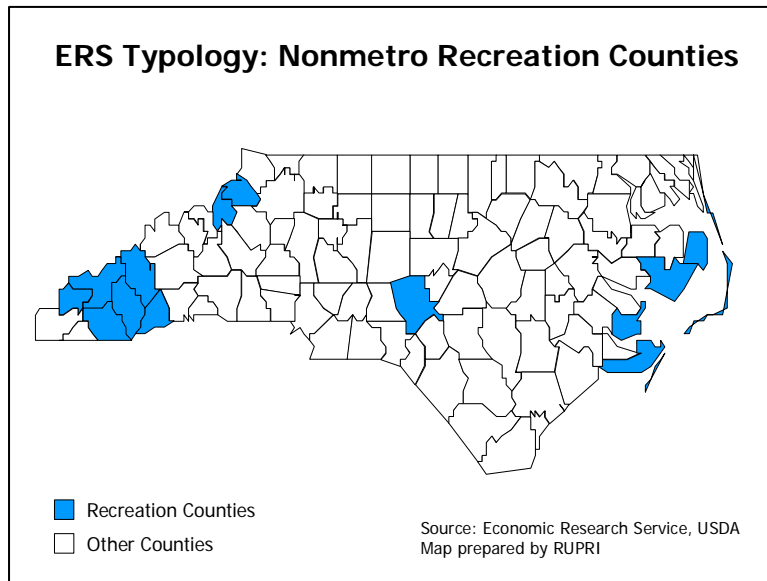 ERS Typology: Nonmetro Recreation Counties
Recreation Counties
Other Counties
Source: Economic Research Service, USDA
Map prepared by RUPRI